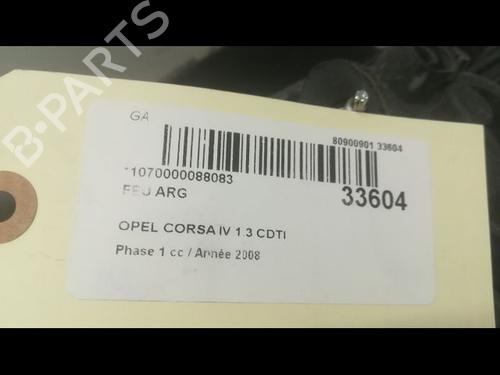 GA
80900901 33604
*1070000088083
33604
FEU ARG
OPEL CORSA IV 1.3 CDTI
Phase 1 cc / Année 2008
B-PARTS